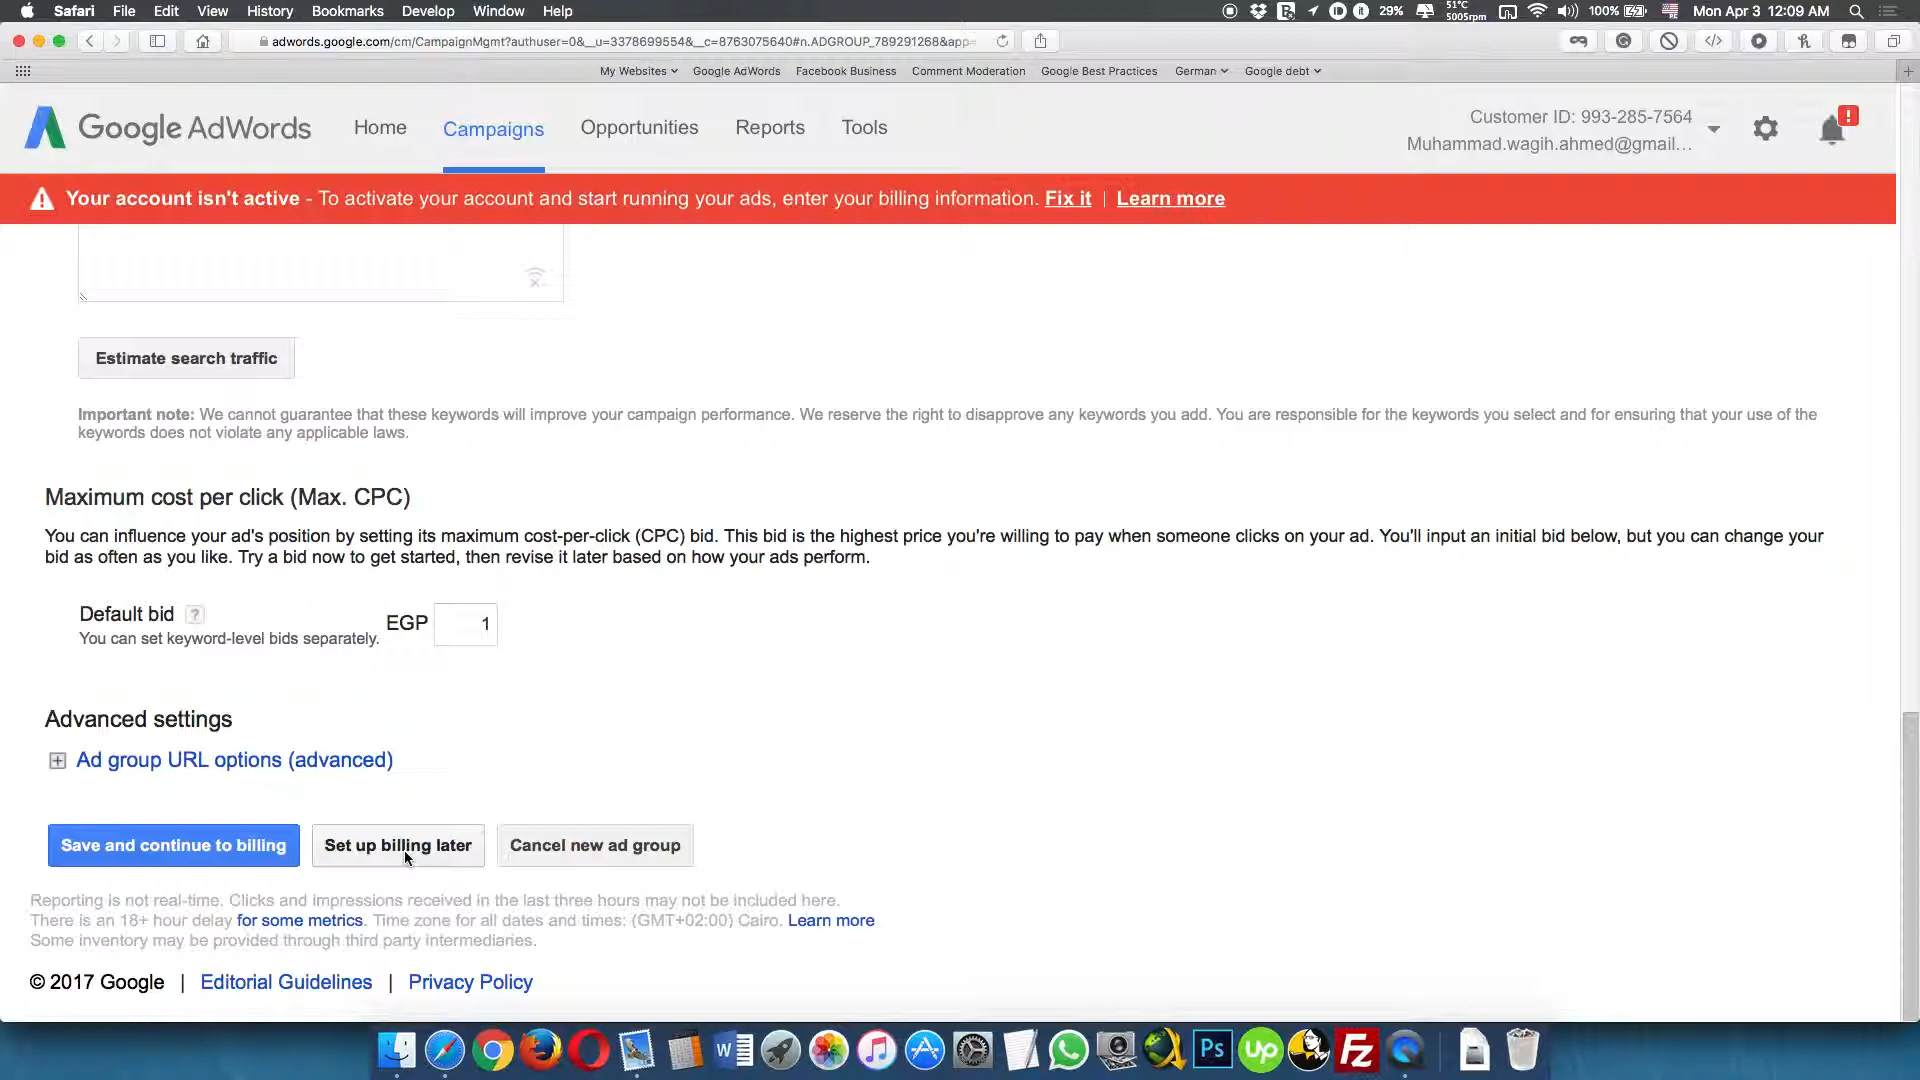 Safari File Edit View History Bookmarks Develop Window Help
29% 51°C 5005rpm 100% Mon Apr 3 12:09 AM
adwords.google.com/cm/CampaignMgmt?authuser=0&__u=3378699554&__c=8763075640#n.ADGROUP_789291268&app=
My Websites Google AdWords Facebook Business Comment Moderation Google Best Practices German Google debt
Google AdWords Home Campaigns Opportunities Reports Tools
Customer ID: 993-285-7564
Muhammad.wagih.ahmed@gmail...
Your account isn't active - To activate your account and start running your ads, enter your billing information. Fix it | Learn more
Estimate search traffic
Important note: We cannot guarantee that these keywords will improve your campaign performance. We reserve the right to disapprove any keywords you add. You are responsible for the keywords you select and for ensuring that your use of the
keywords does not violate any applicable laws.
Maximum cost per click (Max. CPC)
You can influence your ad's position by setting its maximum cost-per-click (CPC) bid. This bid is the highest price you're willing to pay when someone clicks on your ad. You'll input an initial bid below, but you can change your
bid as often as you like. Try a bid now to get started, then revise it later based on how your ads perform.
Default bid ? EGP 1
You can set keyword-level bids separately.
Advanced settings
Ad group URL options (advanced)
Save and continue to billing Set up billing later Cancel new ad group
Reporting is not real-time. Clicks and Impressions received in the last three hours may not be included here.
There is an 18+ hour delay for some metrics. Time zone for all dates and times: (GMT+02:00) Cairo. Learn more
Some inventory may be provided through third party intermediaries.
© 2017 Google | Editorial Guidelines | Privacy Policy
W Ps up FZ